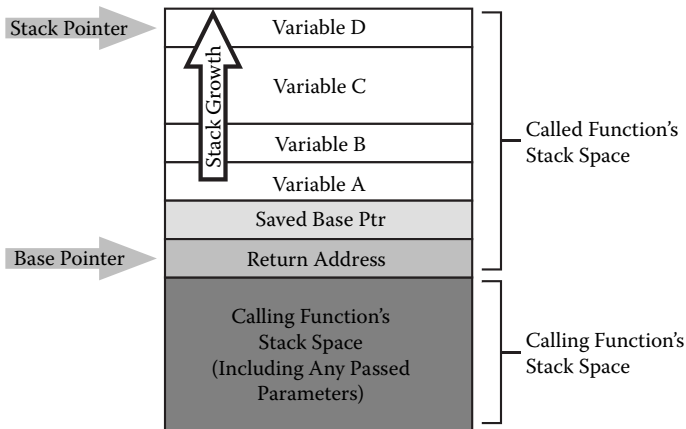 Stack Pointer
Variable D
Variable C
Stack Growth
Variable B
Variable A
Called Function's
Stack Space
Saved Base Ptr
Base Pointer
Return Address
Calling Function's
Stack Space
(Including Any Passed
Parameters)
Calling Function's
Stack Space